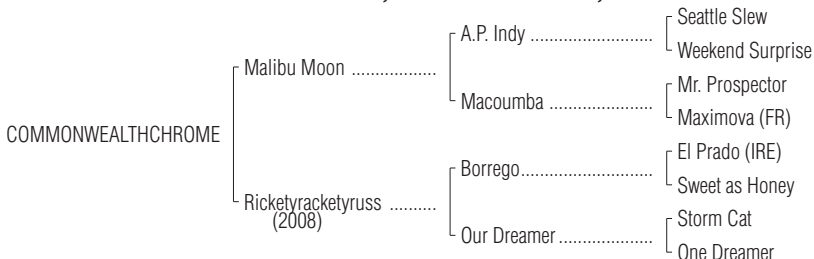 Seattle Slew
A.P. Indy ............................
Weekend Surprise
Malibu Moon ..................
Mr. Prospector
Macoumba ........................
Maximova (FR)
COMMONWEALTHCHROME
El Prado (IRE)
Borrego..............................
Sweet as Honey
Ricketyracketyruss ..........
(2008)
Storm Cat
Our Dreamer ......................
One Dreamer